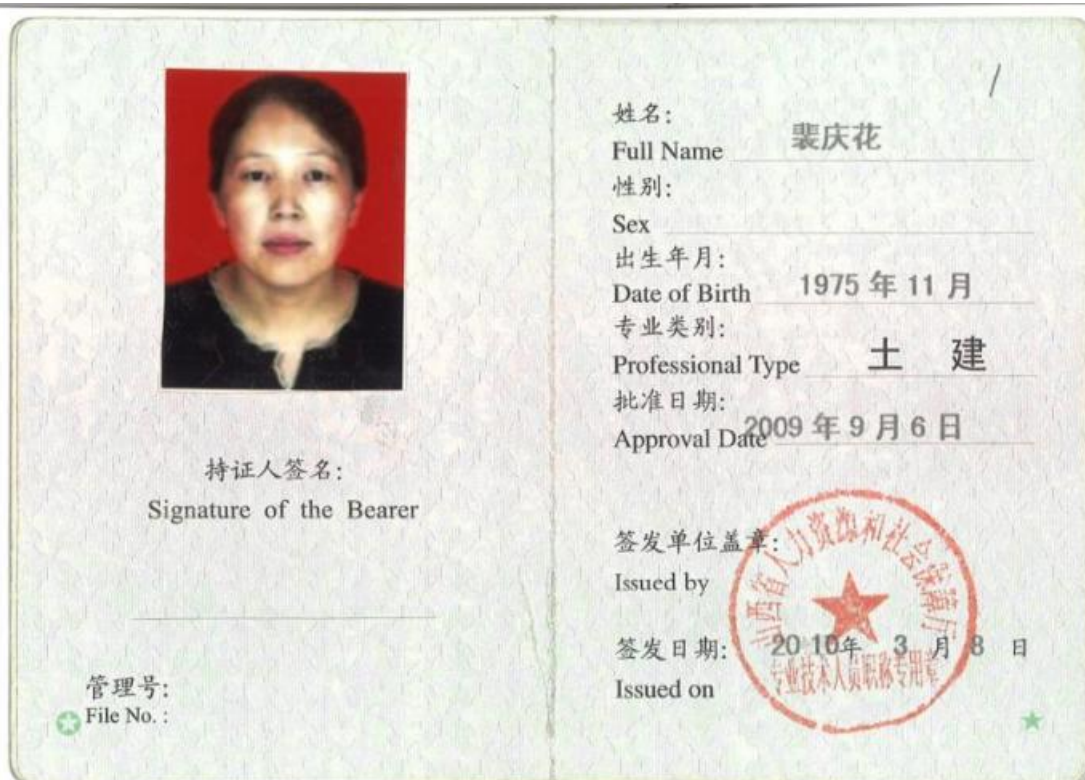 持证人签名:
Signature of the Bearer
管理号:
File No. :
姓名:
Full Name 裴庆花
性别:
Sex
出生年月:
Date of Birth 1975 年 11 月
专业类别:
Professional Type 土 建
批准日期:
Approval Date 2009 年 9 月 6 日
签发单位盖章:
Issued by
山西省人力资源和社会保障厅
专业技术人员职称专用章
签发日期: 2010年 3 月 8 日
Issued on